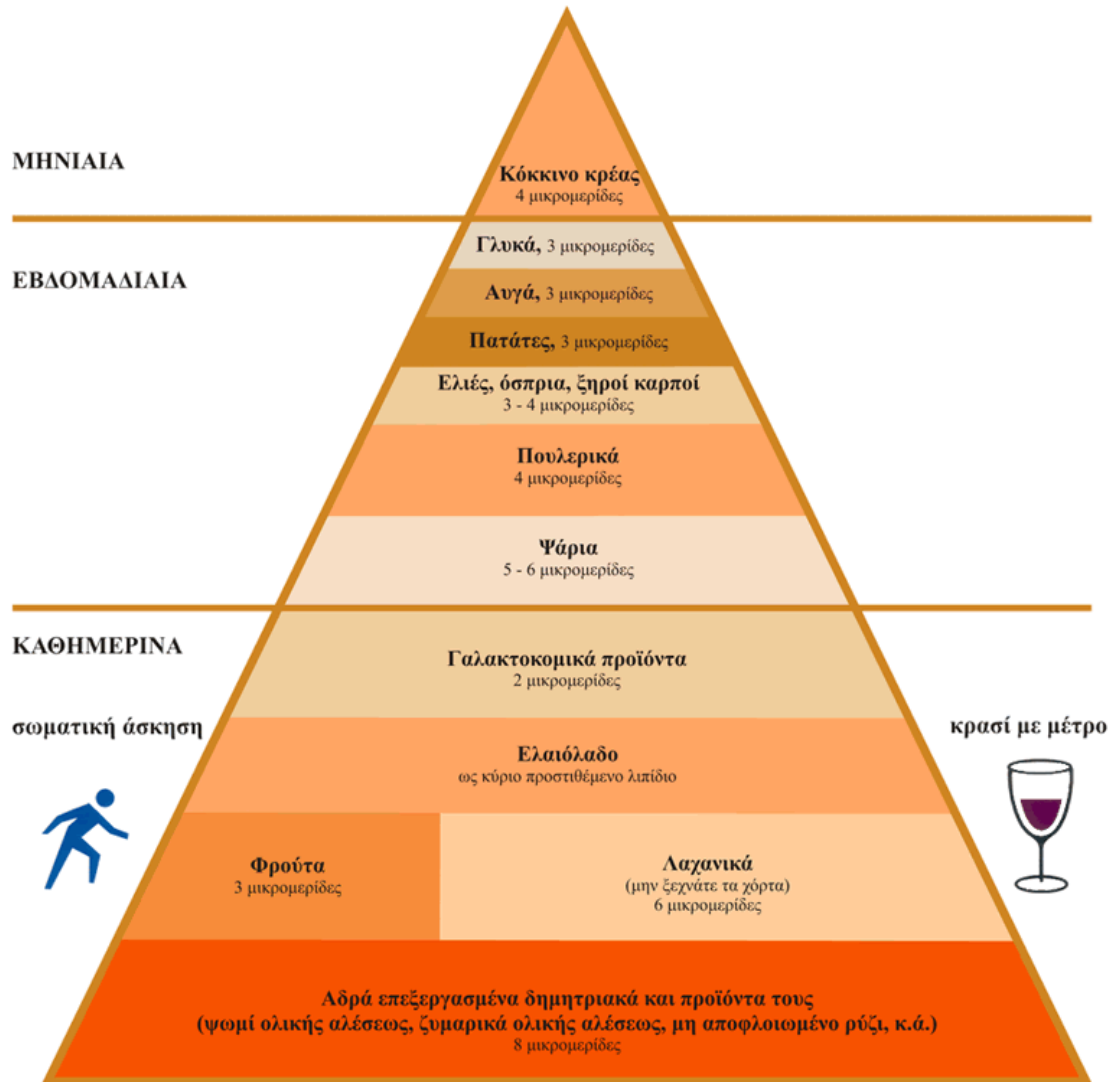 ΜΗΝΙΑΙΑ
Κόκκινο κρέας
4 μικρομερίδες
ΕΒΔΟΜΑΔΙΑΙΑ
Γλυκά, 3 μικρομερίδες
Αυγά, 3 μικρομερίδες
Πατάτες, 3 μικρομερίδες
Ελιές, όσπρια, ξηροί καρποί
3 - 4 μικρομερίδες
Πουλερικά
4 μικρομερίδες
Ψάρια
5 - 6 μικρομερίδες
ΚΑΘΗΜΕΡΙΝΑ
Γαλακτοκομικά προϊόντα
2 μικρομερίδες
σωματική άσκηση
κρασί με μέτρο
Ελαιόλαδο
ως κύριο προστιθέμενο λιπίδιο
Φρούτα
3 μικρομερίδες
Λαχανικά
(μην ξεχνάτε τα χόρτα)
6 μικρομερίδες
Αδρά επεξεργασμένα δημητριακά και προϊόντα τους
(ψωμί ολικής αλέσεως, ζυμαρικά ολικής αλέσεως, μη αποφλοιωμένο ρύζι, κ.ά.)
8 μικρομερίδες